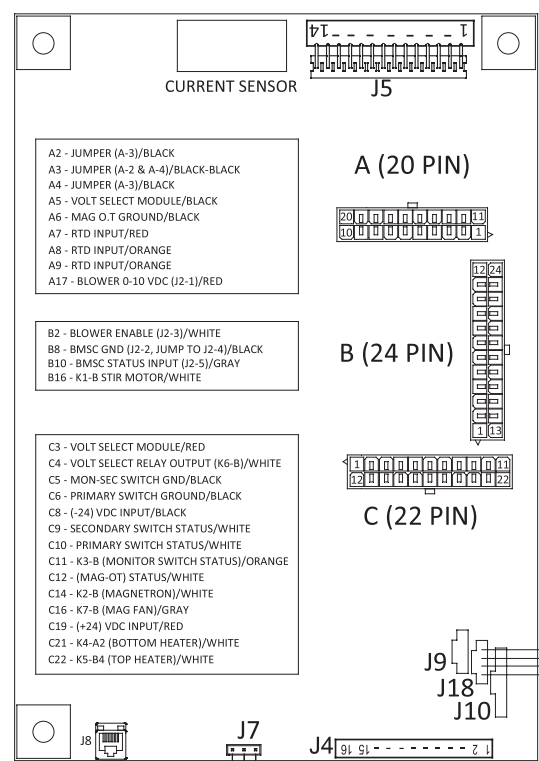 14 - - - - - - - 1
CURRENT SENSOR
J5
A2 - JUMPER (A-3)/BLACK
A3 - JUMPER (A-2 & A-4)/BLACK-BLACK
A4 - JUMPER (A-3)/BLACK
A5 - VOLT SELECT MODULE/BLACK
A6 - MAG O.T GROUND/BLACK
A7 - RTD INPUT/RED
A8 - RTD INPUT/ORANGE
A9 - RTD INPUT/ORANGE
A17 - BLOWER 0-10 VDC (J2-1)/RED
A (20 PIN)
20 11
10 1
B2 - BLOWER ENABLE (J2-3)/WHITE
B8 - BMSC GND (J2-2, JUMP TO J2-4)/BLACK
B10 - BMSC STATUS INPUT (J2-5)/GRAY
B16 - K1-B STIR MOTOR/WHITE
12 24
B (24 PIN)
1 13
C3 - VOLT SELECT MODULE/RED
C4 - VOLT SELECT RELAY OUTPUT (K6-B)/WHITE
C5 - MON-SEC SWITCH GND/BLACK
C6 - PRIMARY SWITCH GROUND/BLACK
C8 - (-24) VDC INPUT/BLACK
C9 - SECONDARY SWITCH STATUS/WHITE
C10 - PRIMARY SWITCH STATUS/WHITE
C11 - K3-B (MONITOR SWITCH STATUS)/ORANGE
C12 - (MAG-OT) STATUS/WHITE
C14 - K2-B (MAGNETRON)/WHITE
C16 - K7-B (MAG FAN)/GRAY
C19 - (+24) VDC INPUT/RED
C21 - K4-A2 (BOTTOM HEATER)/WHITE
C22 - K5-B4 (TOP HEATER)/WHITE
1 11
12 22
C (22 PIN)
J9
J18
J10
J8
J7
J4
16 15 - - - - - - - - - - 2 1